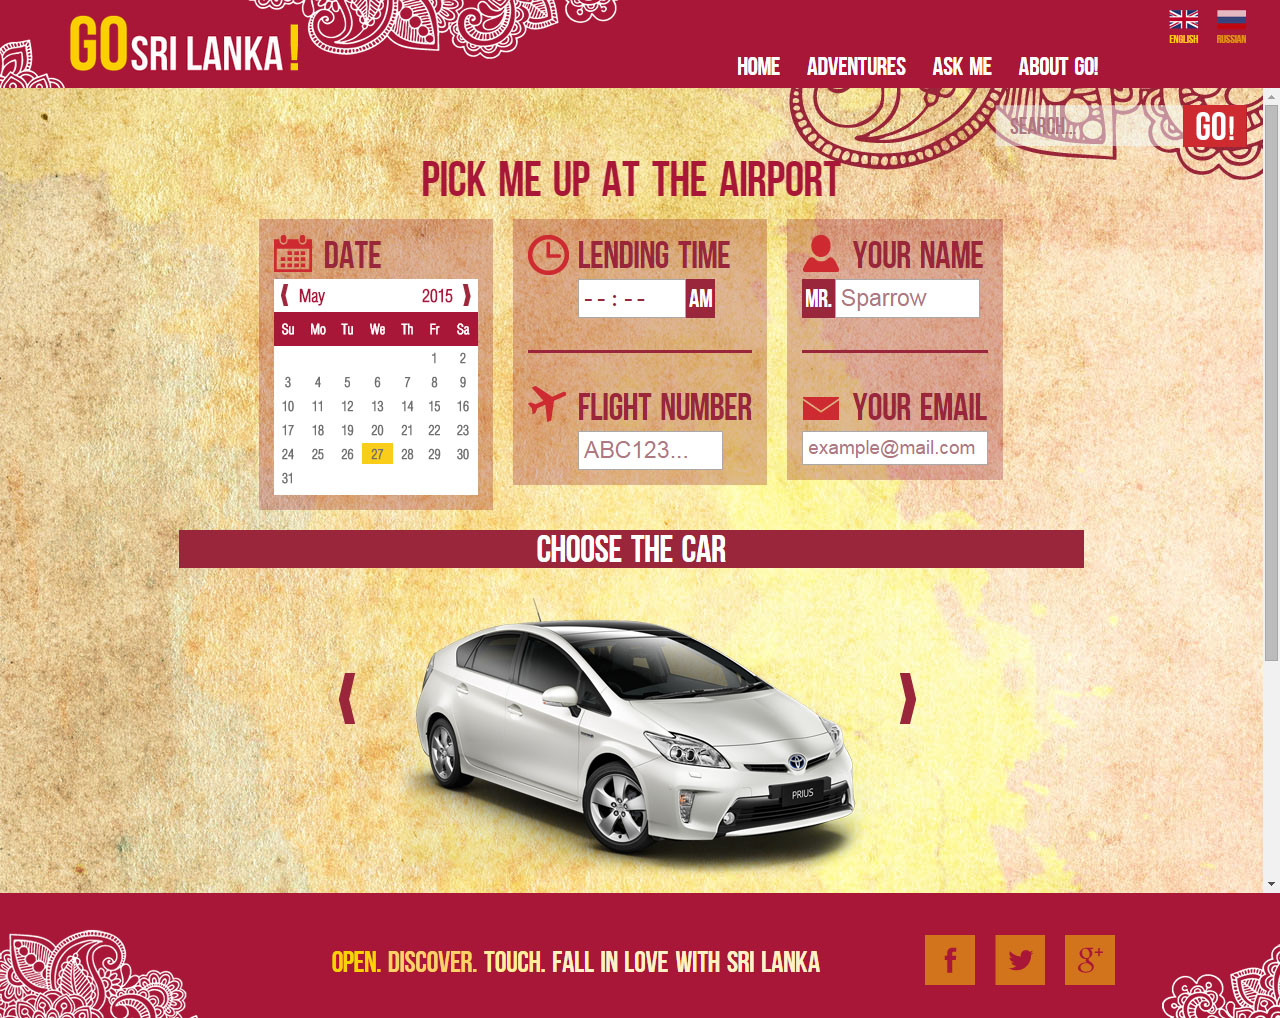 GO SRI LANKA!
ENGLISH RUSSIAN
HOME ADVENTURES ASK ME ABOUT GO!
SEARCH... GO!
PICK ME UP AT THE AIRPORT
DATE
May 2015
Su Mo Tu We Th Fr Sa
1 2
3 4 5 6 7 8 9
10 11 12 13 14 15 16
17 18 19 20 21 22 23
24 25 26 27 28 29 30
31
LENDING TIME
--:-- AM
FLIGHT NUMBER
ABC123...
YOUR NAME
MR. Sparrow
YOUR EMAIL
example@mail.com
CHOOSE THE CAR
PRIUS
OPEN. DISCOVER. TOUCH. FALL IN LOVE WITH SRI LANKA
f g+